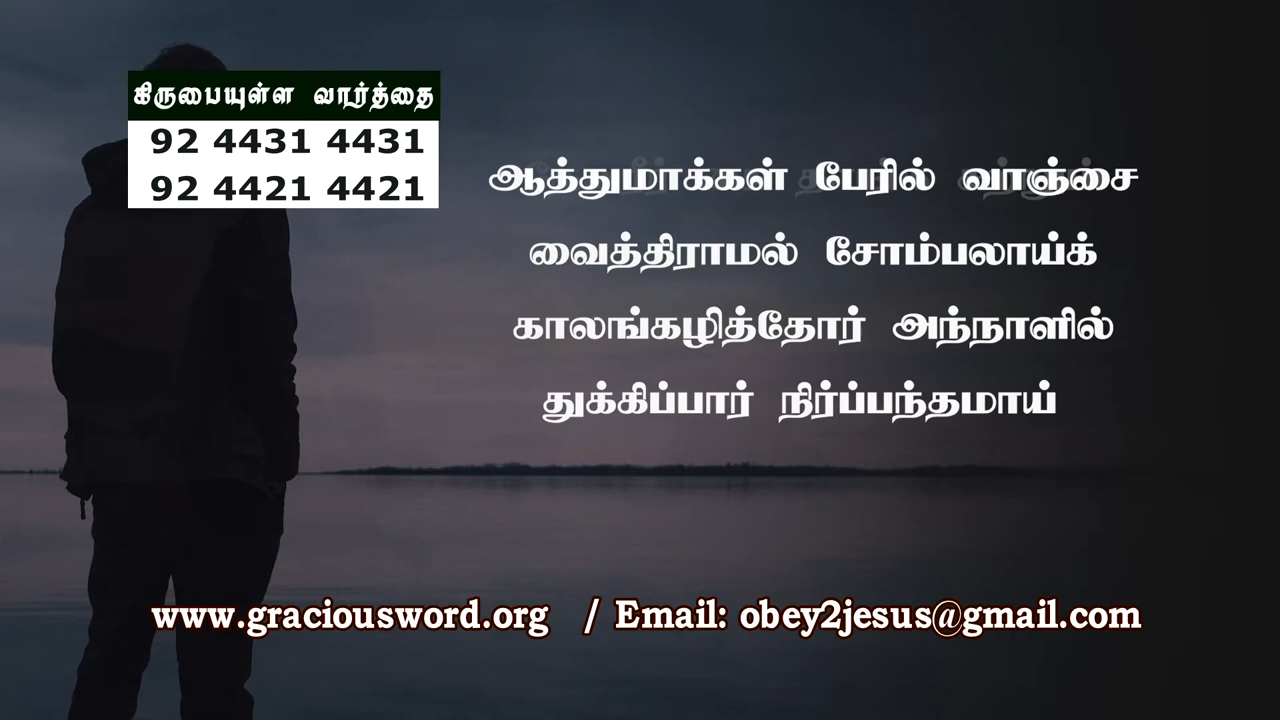 கிருபையுள்ள வார்த்தை
92 4431 4431
92 4421 4421
ஆத்துமாக்கள் பேரில் வாஞ்சை
வைத்திராமல் சோம்பலாய்க்
காலங்கழித்தோர் அந்நாளில்
துக்கிப்பார் நிர்ப்பந்தமாய்
www.graciousword.org / Email: obey2jesus@gmail.com